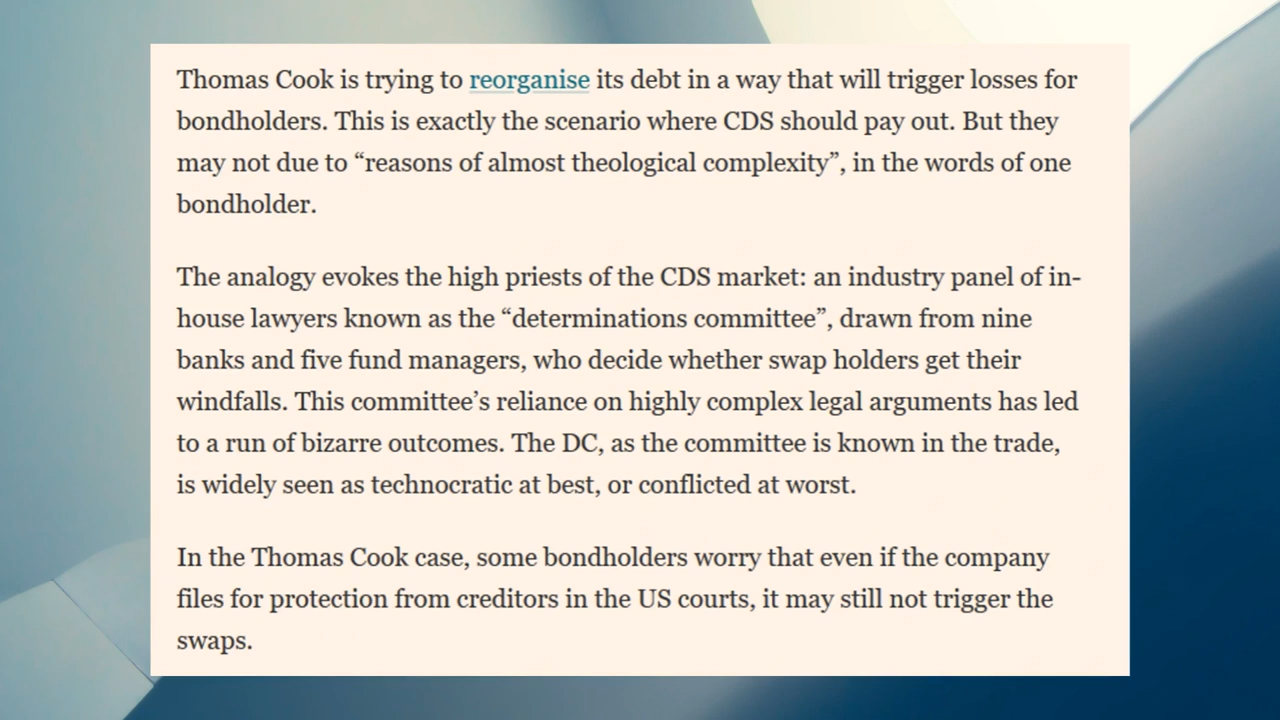 Thomas Cook is trying to reorganise its debt in a way that will trigger losses for
bondholders. This is exactly the scenario where CDS should pay out. But they
may not due to “reasons of almost theological complexity”, in the words of one
bondholder.
The analogy evokes the high priests of the CDS market: an industry panel of in-
house lawyers known as the “determinations committee”, drawn from nine
banks and five fund managers, who decide whether swap holders get their
windfalls. This committee’s reliance on highly complex legal arguments has led
to a run of bizarre outcomes. The DC, as the committee is known in the trade,
is widely seen as technocratic at best, or conflicted at worst.
In the Thomas Cook case, some bondholders worry that even if the company
files for protection from creditors in the US courts, it may still not trigger the
swaps.